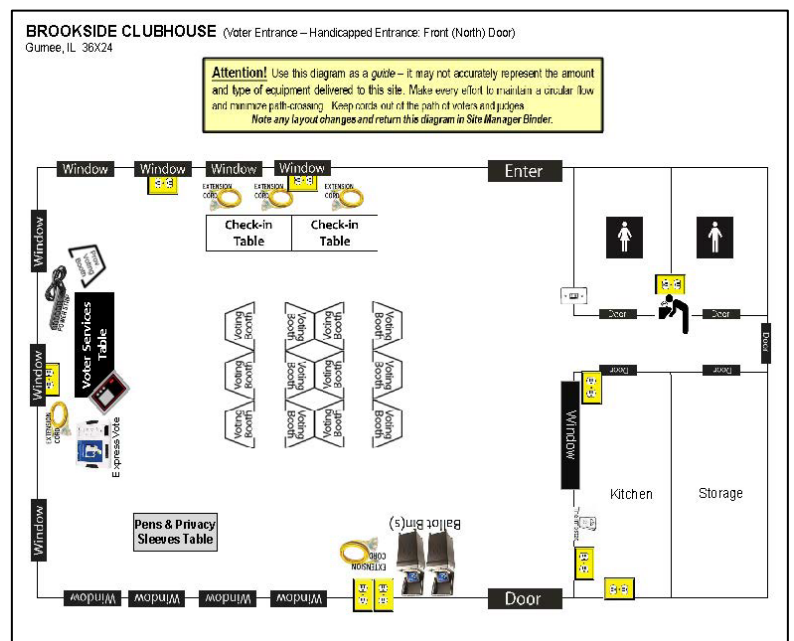 BROOKSIDE CLUBHOUSE (Voter Entrance – Handicapped Entrance: Front (North) Door)
Gurnee, IL 36X24
Attention! Use this diagram as a guide – it may not accurately represent the amount
and type of equipment delivered to this site. Make every effort to maintain a circular flow
and minimize path-crossing. Keep cords out of the path of voters and judges.
Note any layout changes and return this diagram in Site Manager Binder.
Window Window Window Window Enter
EXTENSION CORD EXTENSION CORD EXTENSION CORD
Check-in Check-in
Table Table
Window
Prov
Voting
Booth
POWER STRIP
Voter Services
Table
Window
EXTENSION CORD
Express Vote
Window
Voting Booth Voting Booth Voting Booth Voting Booth
Voting Booth Voting Booth Voting Booth Voting Booth
Voting Booth Voting Booth Voting Booth Voting Booth
Door Door
Door
Door Door
Window
Kitchen Storage
Pens & Privacy
Sleeves Table
Ballot Bin(s)
EXTENSION CORD
Window Window Window Window Door